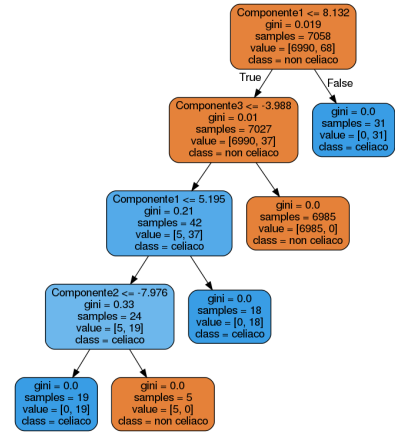 Componente1 <= 8.132
gini = 0.019
samples = 7058
value = [6990, 68]
class = non celiaco
True
False
Componente3 <= -3.988
gini = 0.01
samples = 7027
value = [6990, 37]
class = non celiaco
gini = 0.0
samples = 31
value = [0, 31]
class = celiaco
Componente1 <= 5.195
gini = 0.21
samples = 42
value = [5, 37]
class = celiaco
gini = 0.0
samples = 6985
value = [6985, 0]
class = non celiaco
Componente2 <= -7.976
gini = 0.33
samples = 24
value = [5, 19]
class = celiaco
gini = 0.0
samples = 18
value = [0, 18]
class = celiaco
gini = 0.0
samples = 19
value = [0, 19]
class = celiaco
gini = 0.0
samples = 5
value = [5, 0]
class = non celiaco